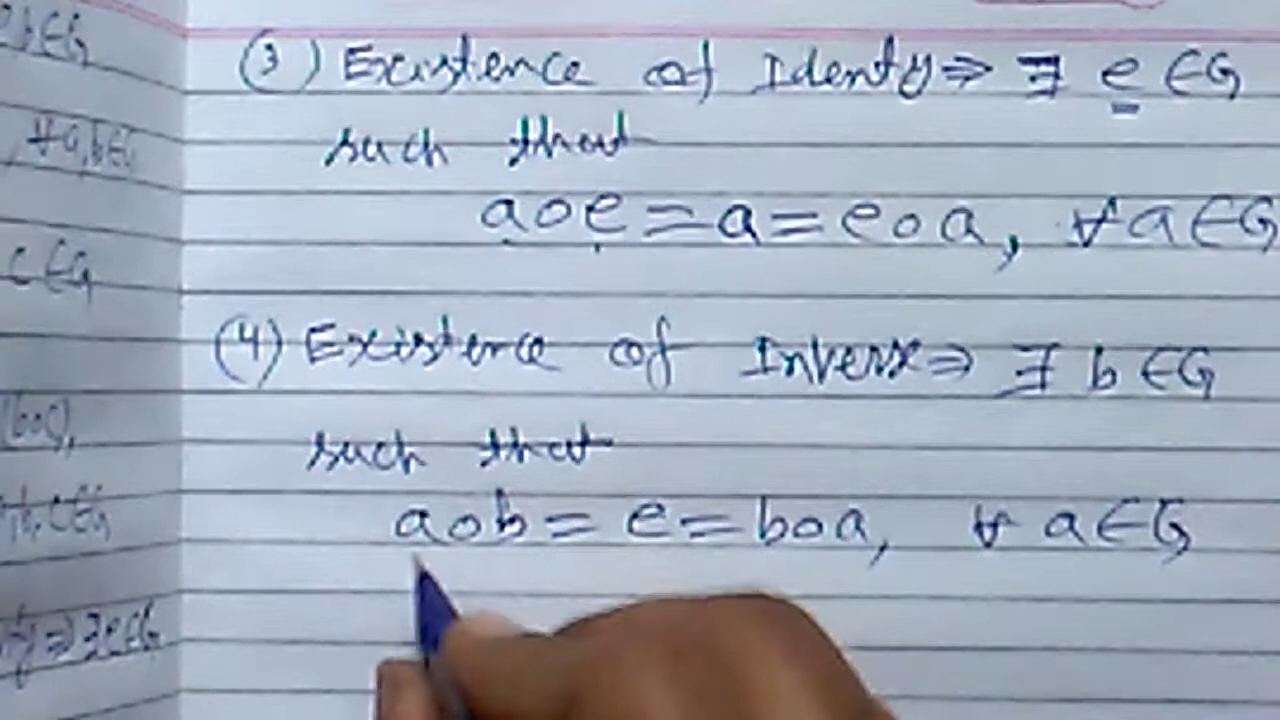 (3) Existence of Identy ⇒ ∃ e ∈ G
such that
a o e = a = e o a, ∀ a ∈ G
(4) Existence of Inverse ⇒ ∃ b ∈ G
such that
a o b = e = b o a, ∀ a ∈ G
b ∈ G
, ∀ a, b ∈ G
c ∈ G
⇒ ∃ e ∈ G